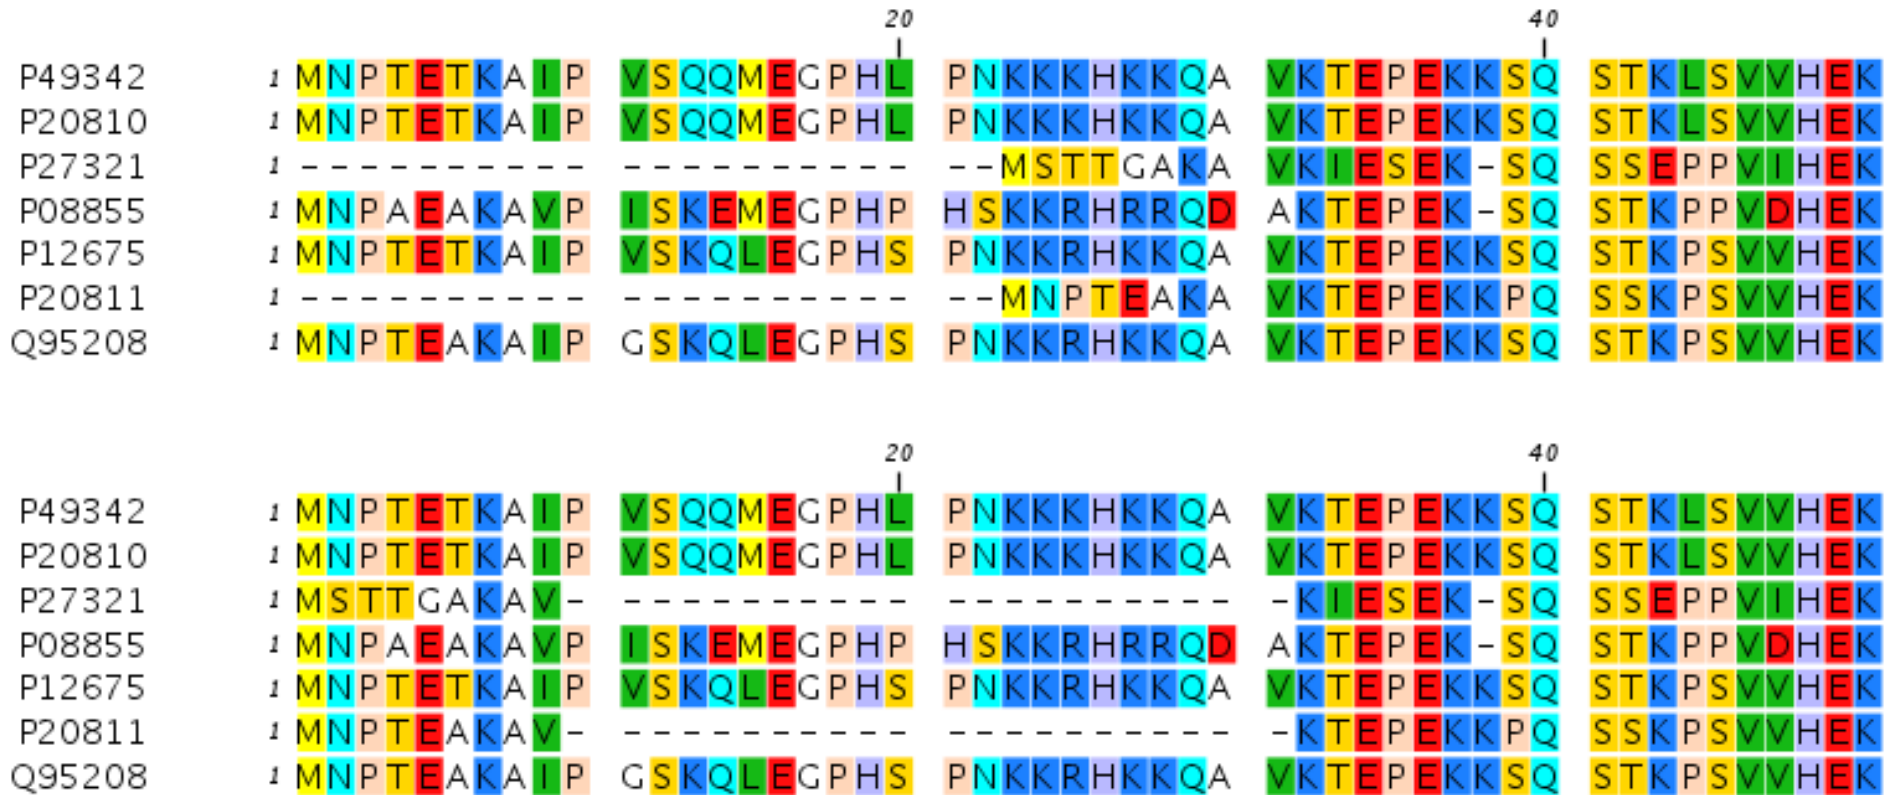 20 40
P49342 1 MNPTETKAIP VSQQMEGPHL PNKKKHKKQA VKTEPEKKSQ STKLSVVHEK
P20810 1 MNPTETKAIP VSQQMEGPHL PNKKKHKKQA VKTEPEKKSQ STKLSVVHEK
P27321 1 ---------- ---------- --MSTTGAKA VKIESEK-SQ SSEPPVIHEK
P08855 1 MNPAEAKAVP ISKEMEGPHP HSKKRHRRQD AKTEPEK-SQ STKPPVDHEK
P12675 1 MNPTETKAIP VSKQLEGPHS PNKKRHKKQA VKTEPEKKSQ STKPSVVHEK
P20811 1 ---------- ---------- --MNPTEAKA VKTEPEKKPQ SSKPSVVHEK
Q95208 1 MNPTEAKAIP GSKQLEGPHS PNKKRHKKQA VKTEPEKKSQ STKPSVVHEK
20 40
P49342 1 MNPTETKAIP VSQQMEGPHL PNKKKHKKQA VKTEPEKKSQ STKLSVVHEK
P20810 1 MNPTETKAIP VSQQMEGPHL PNKKKHKKQA VKTEPEKKSQ STKLSVVHEK
P27321 1 MSTTGAKAV- ---------- ---------- -KIESEK-SQ SSEPPVIHEK
P08855 1 MNPAEAKAVP ISKEMEGPHP HSKKRHRRQD AKTEPEK-SQ STKPPVDHEK
P12675 1 MNPTETKAIP VSKQLEGPHS PNKKRHKKQA VKTEPEKKSQ STKPSVVHEK
P20811 1 MNPTEAKAV- ---------- ---------- -KTEPEKKPQ SSKPSVVHEK
Q95208 1 MNPTEAKAIP GSKQLEGPHS PNKKRHKKQA VKTEPEKKSQ STKPSVVHEK